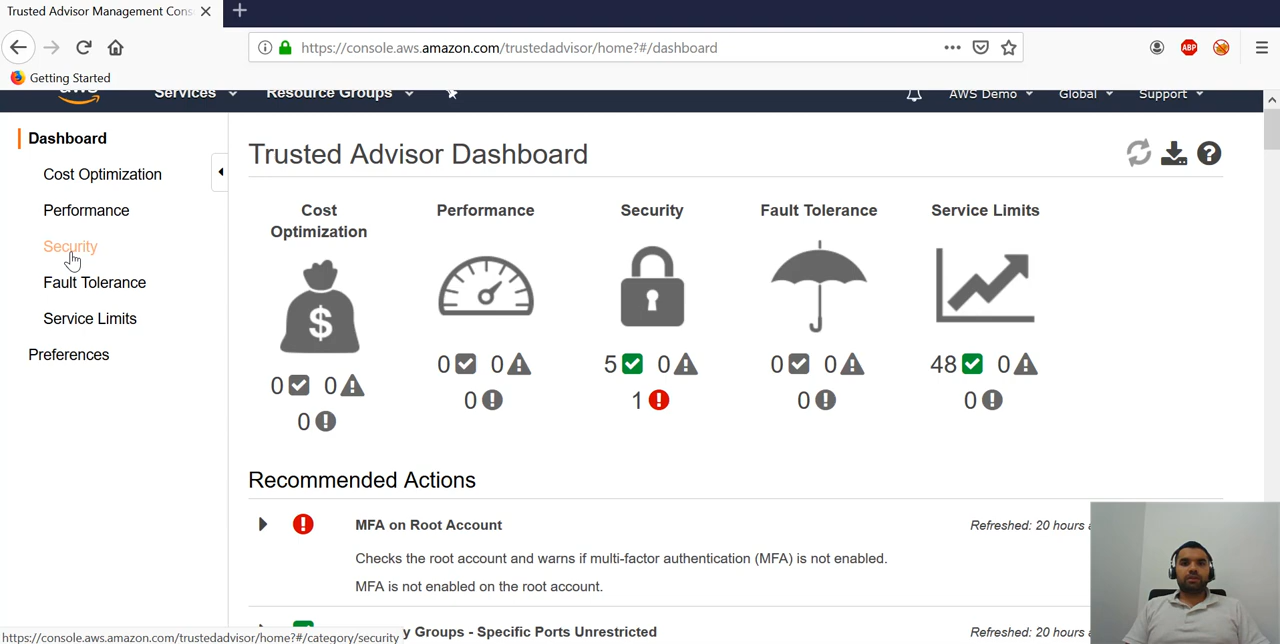 Trusted Advisor Management Cons
https://console.aws.amazon.com/trustedadvisor/home?#/dashboard
ABP
Getting Started
aws Services Resource Groups AWS Demo Global Support
Dashboard
Cost Optimization
Performance
Security
Fault Tolerance
Service Limits
Preferences
Trusted Advisor Dashboard
Cost
Optimization
$
0 0
0
Performance
0 0
0
Security
5 0
1
Fault Tolerance
0 0
0
Service Limits
48 0
0
Recommended Actions
MFA on Root Account Refreshed: 20 hours a
Checks the root account and warns if multi-factor authentication (MFA) is not enabled.
MFA is not enabled on the root account.
y Groups - Specific Ports Unrestricted Refreshed: 20 hours a
https://console.aws.amazon.com/trustedadvisor/home?#/category/security